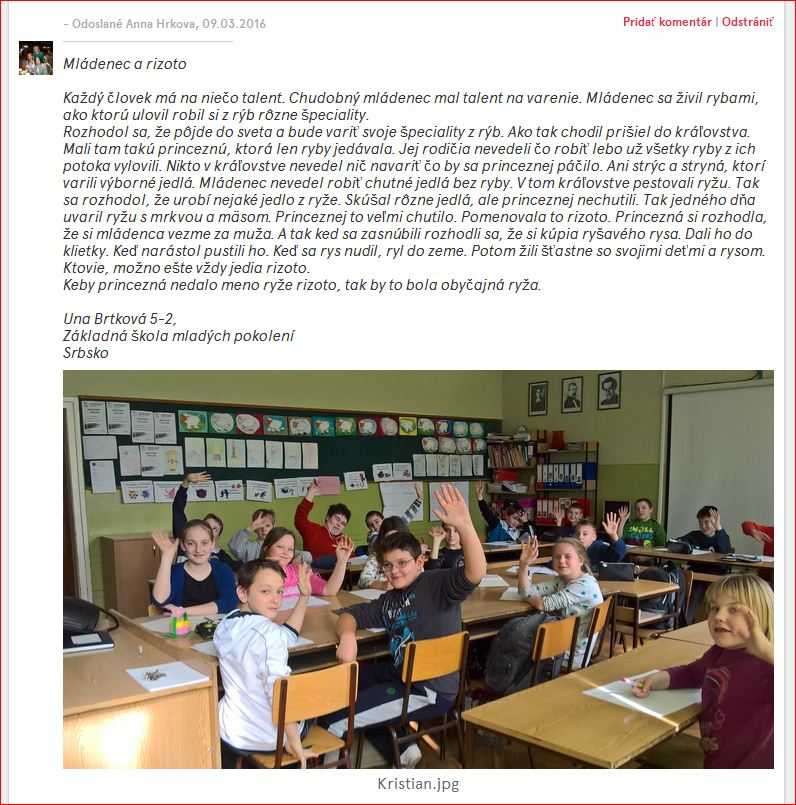 – Odoslané Anna Hrkova, 09.03.2016
Pridať komentár | Odstrániť
Mládenec a rizoto
Každý človek má na niečo talent. Chudobný mládenec mal talent na varenie. Mládenec sa živil rybami,
ako ktorú ulovil robil si z rýb rôzne špeciality.
Rozhodol sa, že pôjde do sveta a bude variť svoje špeciality z rýb. Ako tak chodil prišiel do kráľovstva.
Mali tam takú princeznú, ktorá len ryby jedávala. Jej rodičia nevedeli čo robiť lebo už všetky ryby z ich
potoka vylovili. Nikto v kráľovstve nevedel nič navariť čo by sa princeznej páčilo. Ani strýc a stryná, ktorí
varili výborné jedlá. Mládenec nevedel robiť chutné jedlá bez ryby. V tom kráľovstve pestovali ryžu. Tak
sa rozhodol, že urobí nejaké jedlo z ryže. Skúšal rôzne jedlá, ale princeznej nechutili. Tak jedného dňa
uvaril ryžu s mrkvou a mäsom. Princeznej to veľmi chutilo. Pomenovala to rizoto. Princezná si rozhodla,
že si mládenca vezme za muža. A tak ked sa zasnúbili rozhodli sa, že si kúpia ryšavého rysa. Dali ho do
klietky. Keď narástol pustili ho. Keď sa rys nudil, ryl do zeme. Potom žili šťastne so svojimi deťmi a rysom.
Ktovie, možno ešte vždy jedia rizoto.
Keby princezná nedalo meno ryže rizoto, tak by to bola obyčajná ryža.
Una Brtková 5-2,
Základná škola mladých pokolení
Srbsko
Kristian.jpg